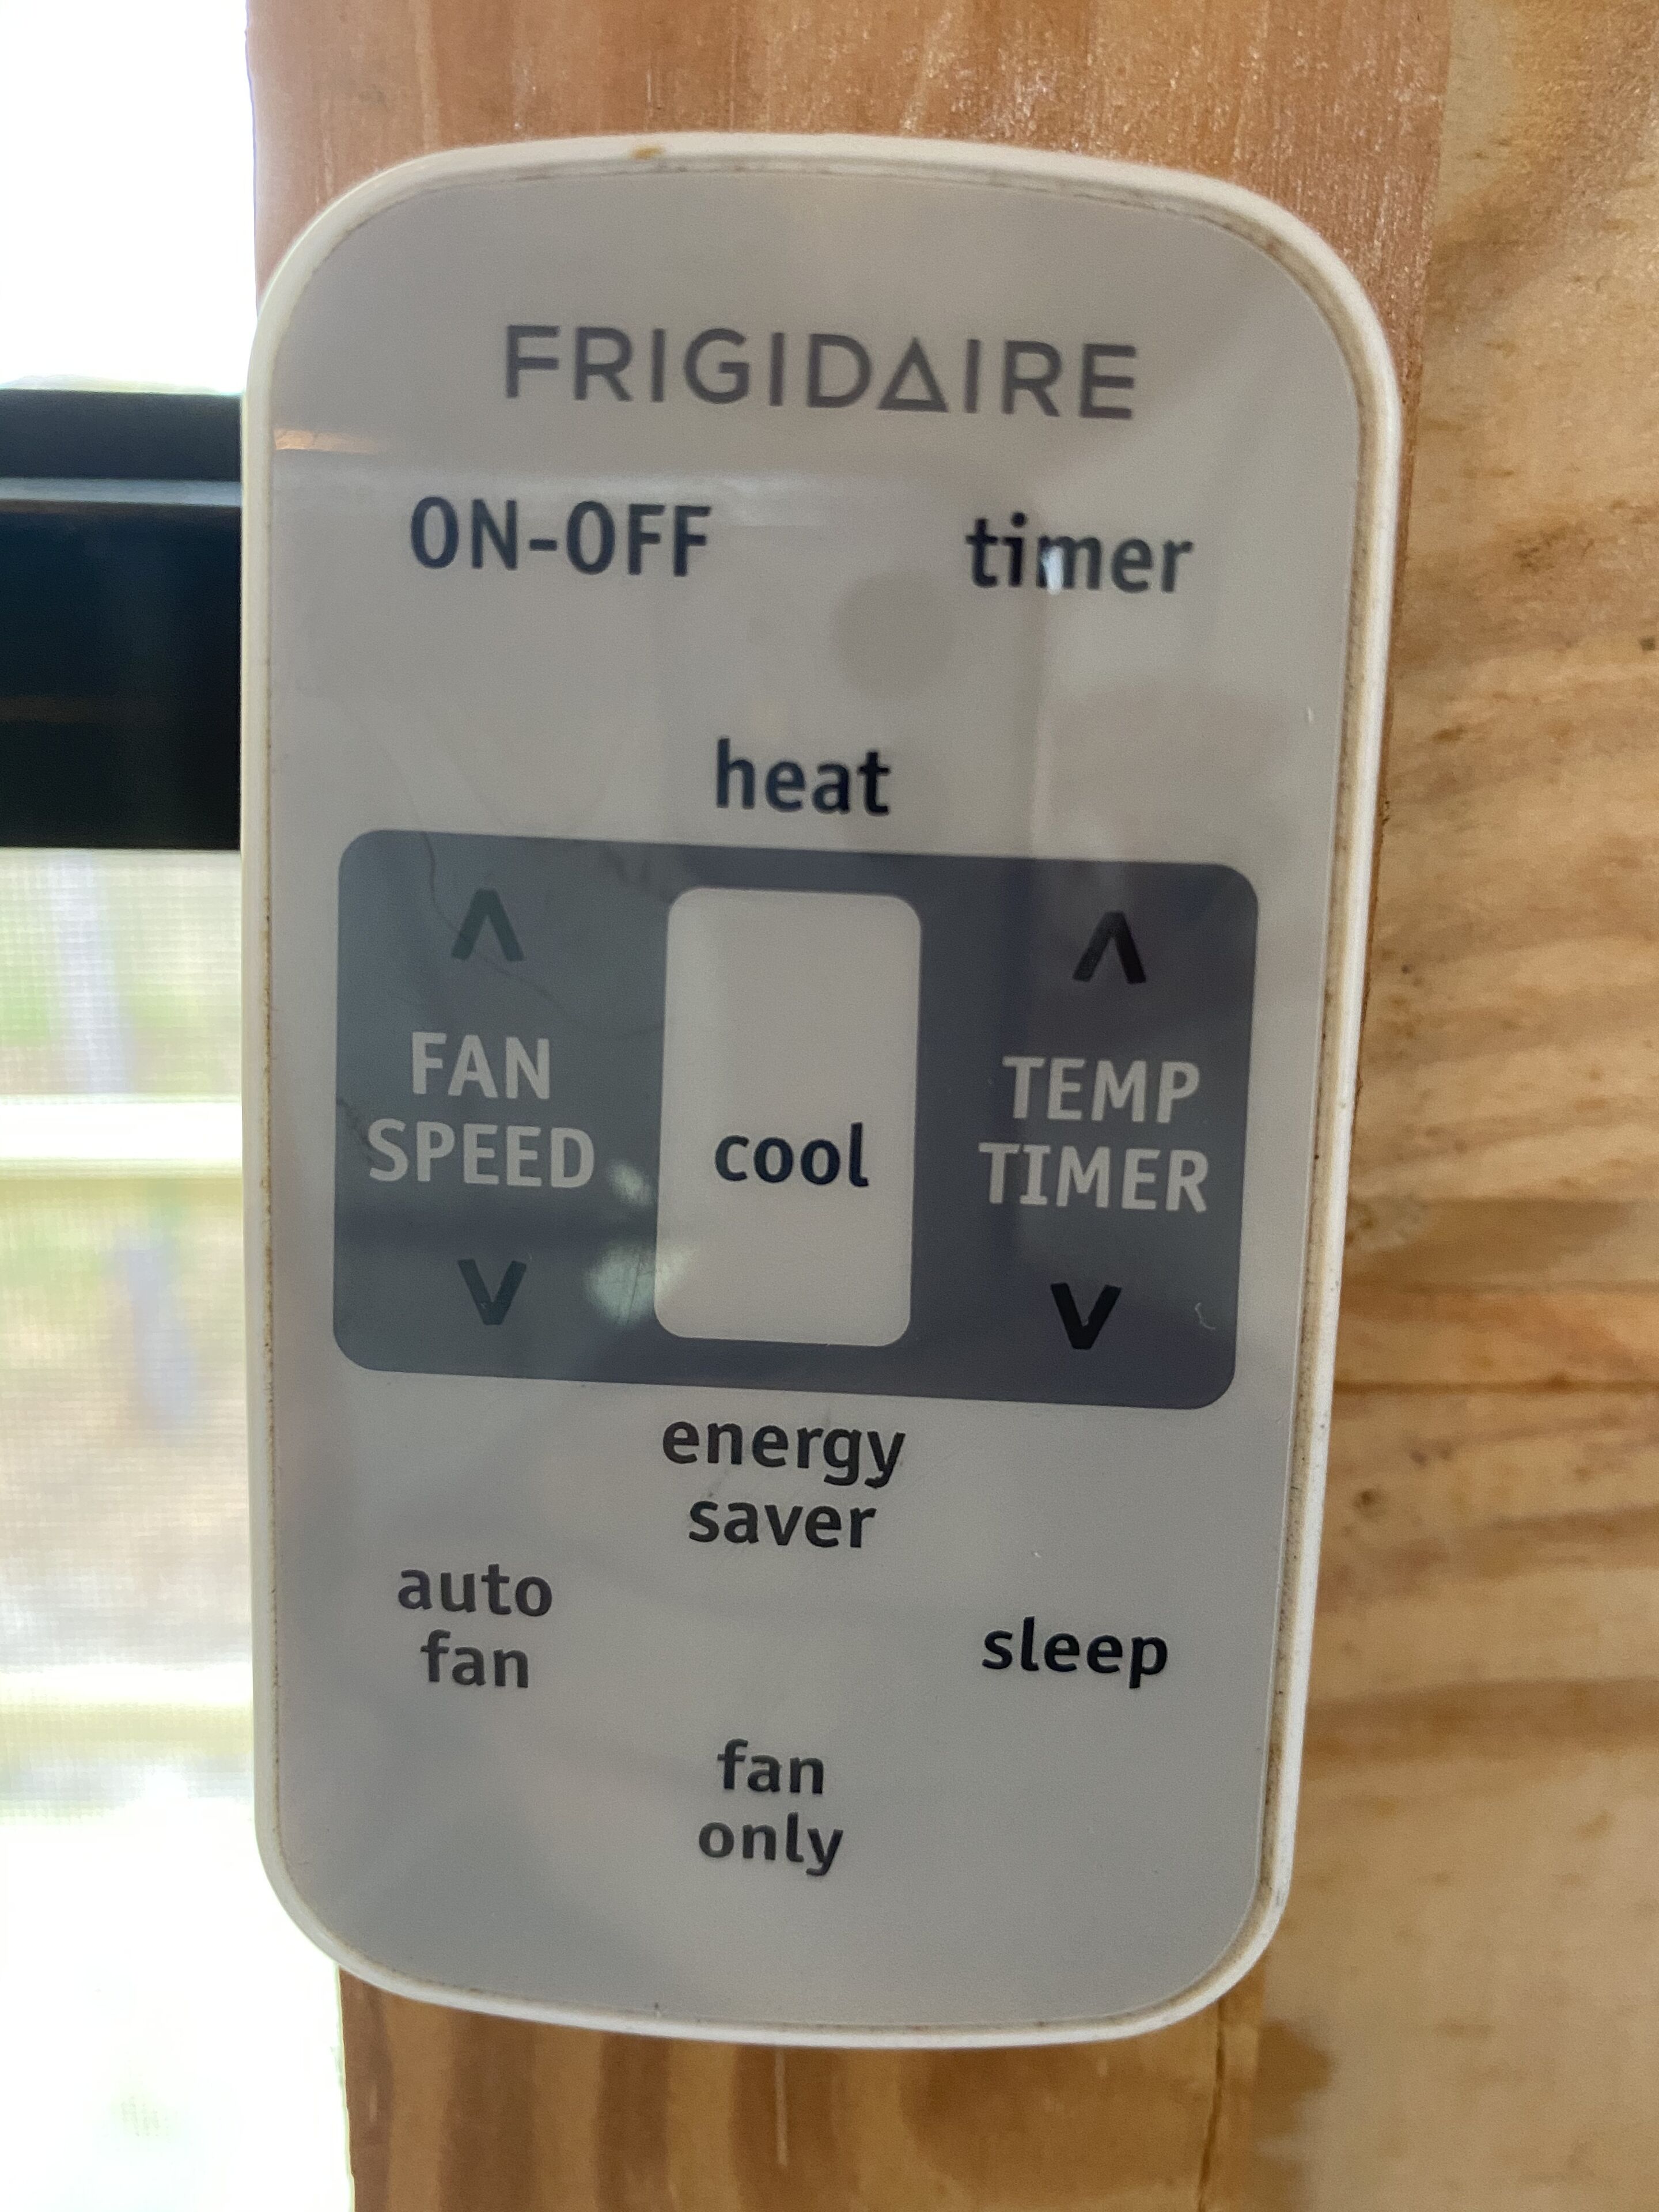 FRIGIDAIRE
ON-OFF timer
heat
FAN
SPEED
cool
TEMP
TIMER
energy
saver
auto
fan
sleep
fan
only